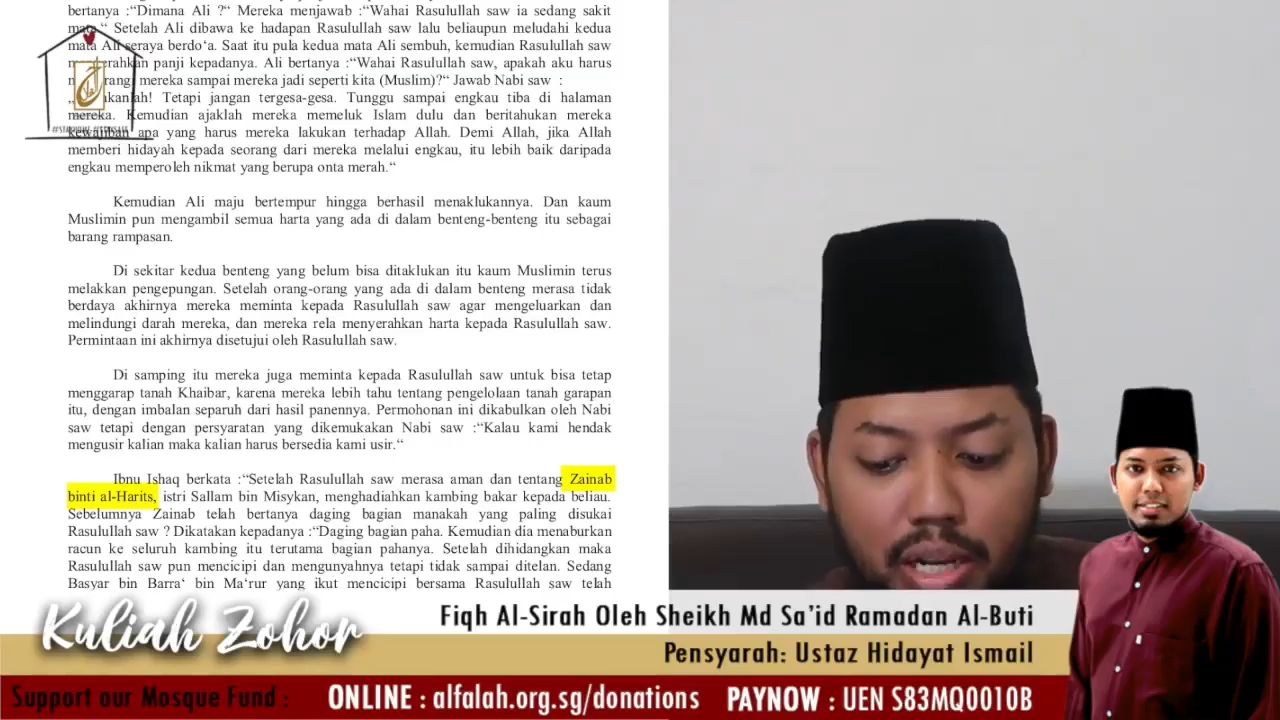 bertanya :“Dimana Ali ?“ Mereka menjawab :“Wahai Rasulullah saw ia sedang sakit
mata.“ Setelah Ali dibawa ke hadapan Rasulullah saw lalu beliaupun meludahi kedua
mata Ali seraya berdo‘a. Saat itu pula kedua mata Ali sembuh, kemudian Rasulullah saw
kepadanya. Ali bertanya :“Wahai Rasulullah saw, apakah aku harus
mereka sampai mereka jadi seperti kita (Muslim)?“ Jawab Nabi saw :
Tetapi jangan tergesa-gesa. Tunggu sampai engkau tiba di halaman
mereka. Kemudian ajaklah mereka memeluk Islam dulu dan beritahukan mereka
kewajiban apa yang harus mereka lakukan terhadap Allah. Demi Allah, jika Allah
memberi hidayah kepada seorang dari mereka melalui engkau, itu lebih baik daripada
engkau memperoleh nikmat yang berupa onta merah.“
Kemudian Ali maju bertempur hingga berhasil menaklukannya. Dan kaum
Muslimin pun mengambil semua harta yang ada di dalam benteng-benteng itu sebagai
barang rampasan.
Di sekitar kedua benteng yang belum bisa ditaklukan itu kaum Muslimin terus
melakkan pengepungan. Setelah orang-orang yang ada di dalam benteng merasa tidak
berdaya akhirnya mereka meminta kepada Rasulullah saw agar mengeluarkan dan
melindungi darah mereka, dan mereka rela menyerahkan harta kepada Rasulullah saw.
Permintaan ini akhirnya disetujui oleh Rasulullah saw.
Di samping itu mereka juga meminta kepada Rasulullah saw untuk bisa tetap
menggarap tanah Khaibar, karena mereka lebih tahu tentang pengelolaan tanah garapan
itu, dengan imbalan separuh dari hasil panennya. Permohonan ini dikabulkan oleh Nabi
saw tetapi dengan persyaratan yang dikemukakan Nabi saw :“Kalau kami hendak
mengusir kalian maka kalian harus bersedia kami usir.“
Ibnu Ishaq berkata :“Setelah Rasulullah saw merasa aman dan tentang Zainab
binti al-Harits, istri Sallam bin Misykan, menghadiahkan kambing bakar kepada beliau.
Sebelumnya Zainab telah bertanya daging bagian manakah yang paling disukai
Rasulullah saw ? Dikatakan kepadanya :“Daging bagian paha. Kemudian dia menaburkan
racun ke seluruh kambing itu terutama bagian pahanya. Setelah dihidangkan maka
Rasulullah saw pun mencicipi dan mengunyahnya tetapi tidak sampai ditelan. Sedang
Basyar bin Barra‘ bin Ma‘rur yang ikut mencicipi bersama Rasulullah saw telah
Kuliah Zohor
Fiqh Al-Sirah Oleh Sheikh Md Sa’id Ramadan Al-Buti
Pensyarah: Ustaz Hidayat Ismail
Support our Mosque Fund :
ONLINE : alfalah.org.sg/donations
PAYNOW : UEN S83MQ0010B